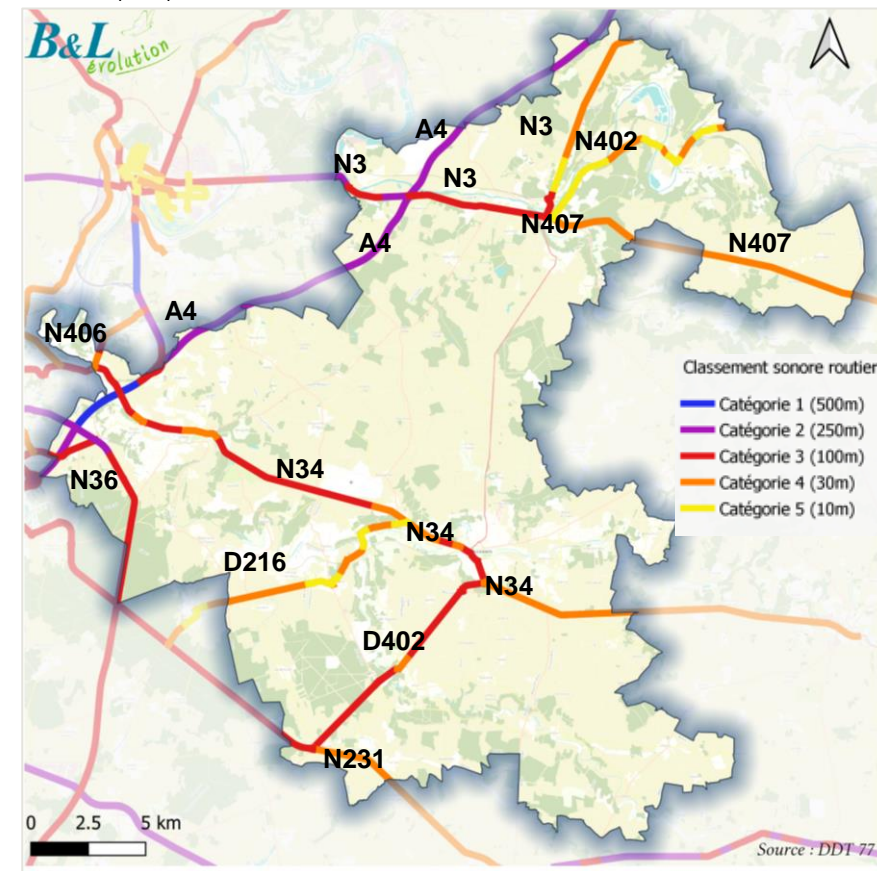 B&L
évolution
A4
N3
N402
N3
N3
N407
A4
N407
A4
N406
Classement sonore routier
Catégorie 1 (500m)
Catégorie 2 (250m)
Catégorie 3 (100m)
Catégorie 4 (30m)
Catégorie 5 (10m)
N34
N36
N34
D216
N34
D402
N231
0 2.5 5 km
Source : DDT 77